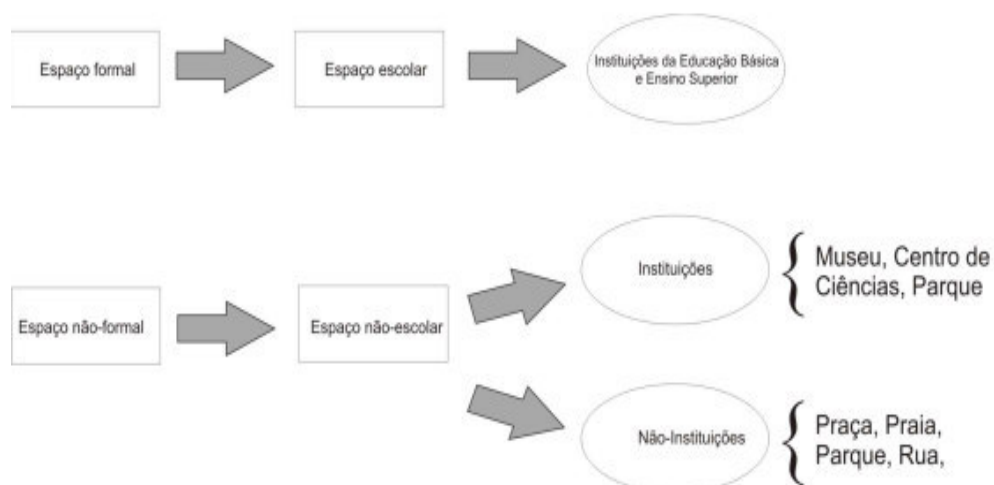 Espaço formal
Espaço escolar
Instituições da Educação Básica
e Ensino Superior
Espaço não-formal
Espaço não-escolar
Instituições
Museu, Centro de
Ciências, Parque
Não-Instituições
Praça, Praia,
Parque, Rua,